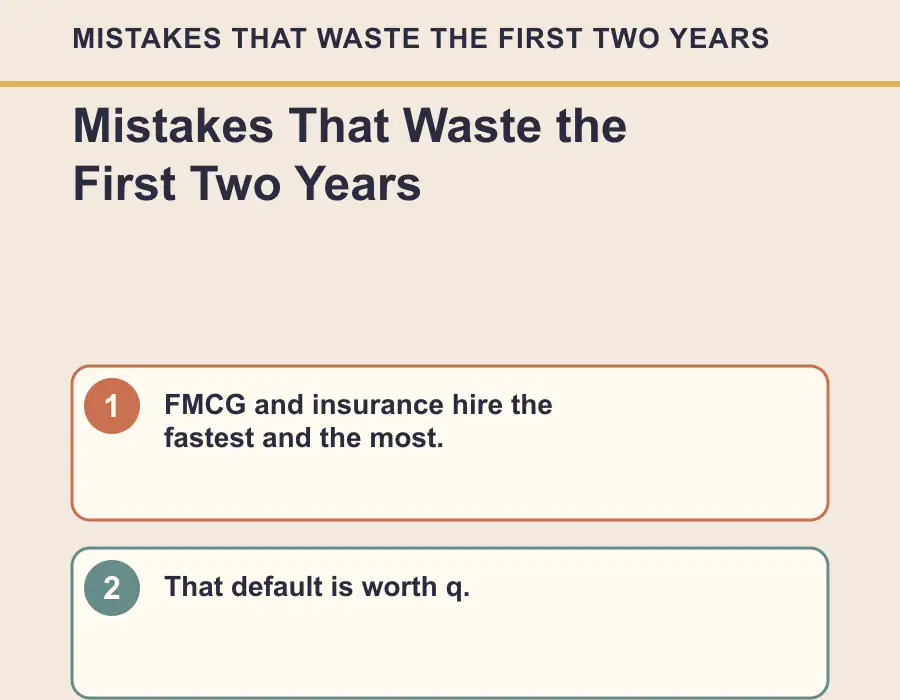 MISTAKES THAT WASTE THE FIRST TWO YEARS
Mistakes That Waste the
First Two Years
1
FMCG and insurance hire the
fastest and the most.
2
That default is worth q.